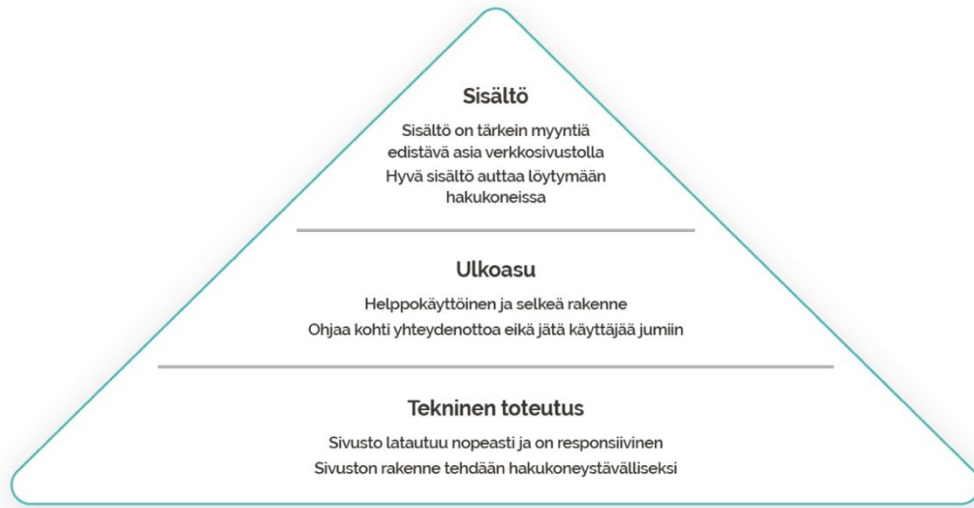 Sisältö
Sisältö on tärkein myyntiä
edistävä asia verkkosivustolla
Hyvä sisältö auttaa löytymään
hakukoneissa
Ulkoasu
Helppokäyttöinen ja selkeä rakenne
Ohjaa kohti yhteydenottoa eikä jätä käyttäjää jumiin
Tekninen toteutus
Sivusto latautuu nopeasti ja on responsiivinen
Sivuston rakenne tehdään hakukoneystävälliseksi